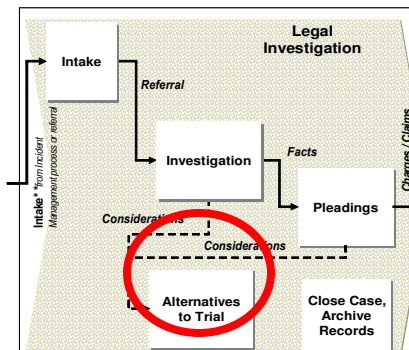 Legal
Investigation
Intake
Referral
Intake* *from Incident
Management process or referral
Investigation
Facts
Charges / Claims
Pleadings
Considerations
Considerations
Alternatives
to Trial
Close Case,
Archive
Records